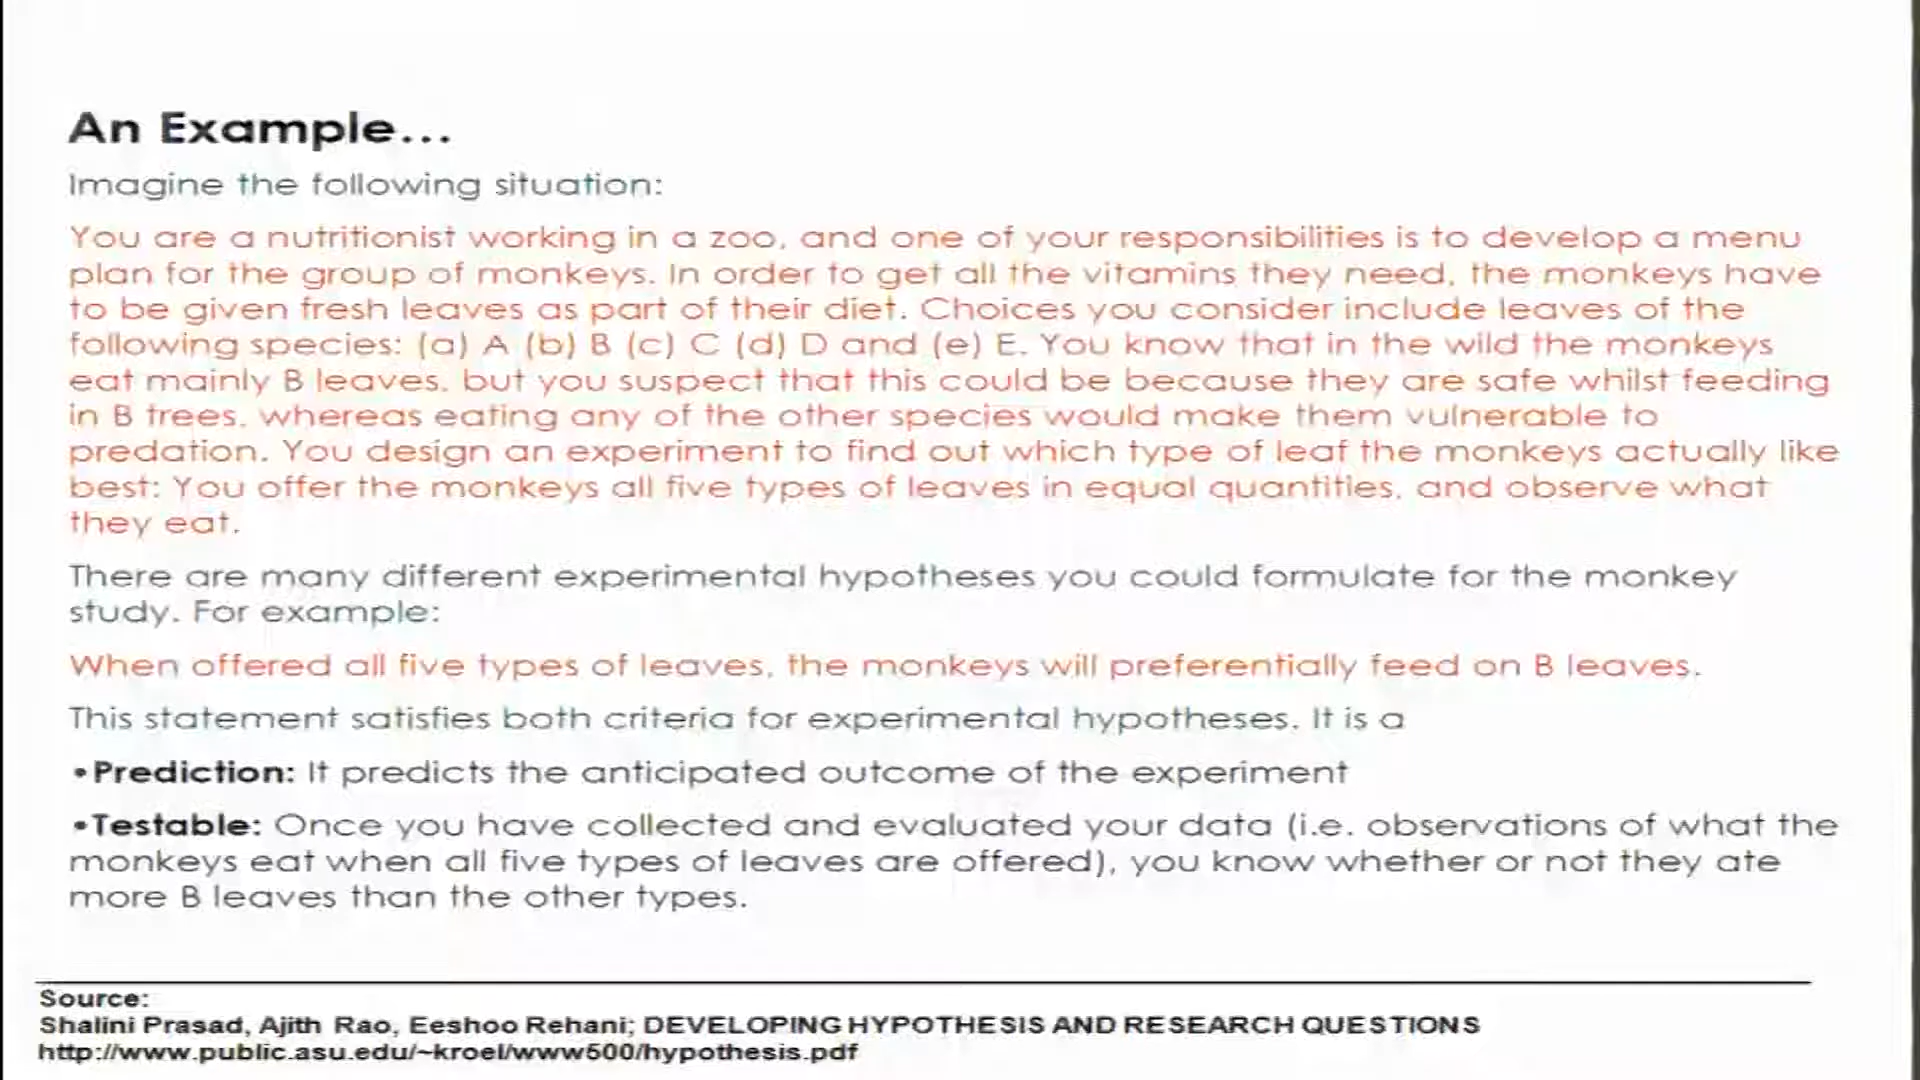 An Example...
Imagine the following situation:
You are a nutritionist working in a zoo, and one of your responsibilities is to develop a menu
plan for the group of monkeys. In order to get all the vitamins they need, the monkeys have
to be given fresh leaves as part of their diet. Choices you consider include leaves of the
following species: (a) A (b) B (c) C (d) D and (e) E. You know that in the wild the monkeys
eat mainly B leaves, but you suspect that this could be because they are safe whilst feeding
in B trees, whereas eating any of the other species would make them vulnerable to
predation. You design an experiment to find out which type of leaf the monkeys actually like
best: You offer the monkeys all five types of leaves in equal quantities, and observe what
they eat.
There are many different experimental hypotheses you could formulate for the monkey
study. For example:
When offered all five types of leaves, the monkeys will preferentially feed on B leaves.
This statement satisfies both criteria for experimental hypotheses. It is a
•Prediction: It predicts the anticipated outcome of the experiment
•Testable: Once you have collected and evaluated your data (i.e. observations of what the
monkeys eat when all five types of leaves are offered), you know whether or not they ate
more B leaves than the other types.
Source:
Shalini Prasad, Ajith Rao, Eeshoo Rehani; DEVELOPING HYPOTHESIS AND RESEARCH QUESTIONS
http://www.public.asu.edu/~kroel/www500/hypothesis.pdf